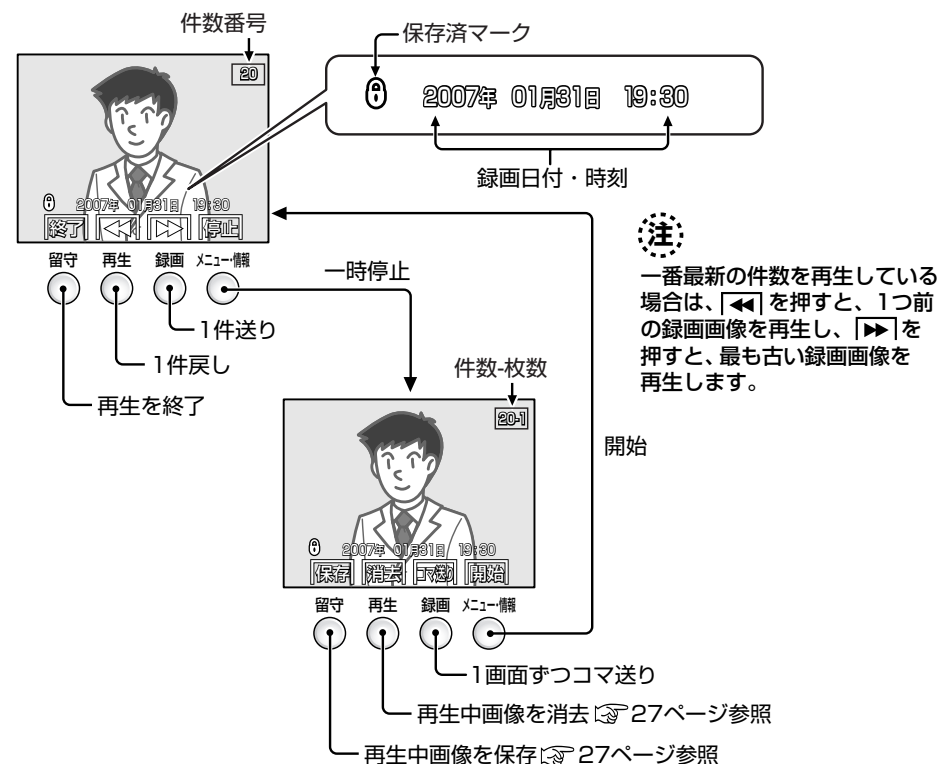 件数番号
20
保存済マーク
2007年 01月31日 19:30
録画日付・時刻
2007年 01月31日 19:30
終了 ◀◀ ▶▶ 停止
留守 再生 録画 メニュー・情報
一時停止
1件送り
1件戻し
再生を終了
注
一番最新の件数を再生している
場合は、◀◀ を押すと、1つ前
の録画画像を再生し、▶▶ を
押すと、最も古い録画画像を
再生します。
件数-枚数
20-1
開始
2007年 01月31日 19:30
保存 消去 コマ送り 開始
留守 再生 録画 メニュー・情報
1画面ずつコマ送り
再生中画像を消去 ☞ 27ページ参照
再生中画像を保存 ☞ 27ページ参照